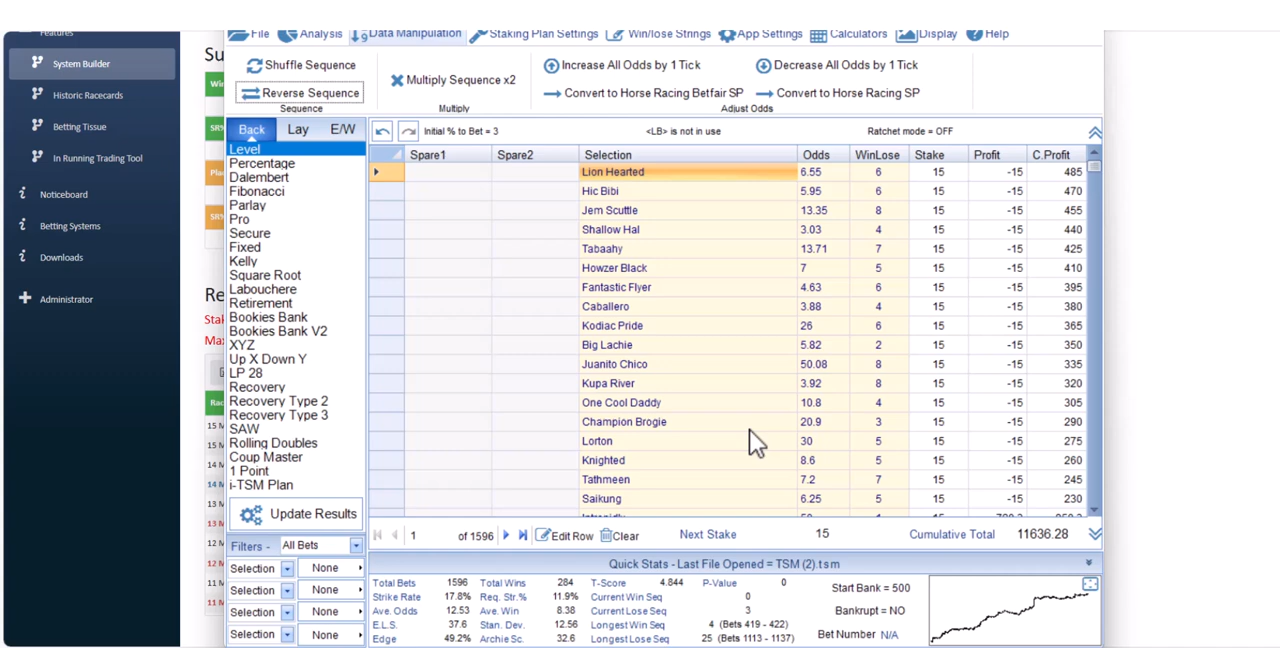 Features
System Builder
Historic Racecards
Betting Tissue
In Running Trading Tool
Noticeboard
Betting Systems
Downloads
Administrator
Su
Re
File Analysis Data Manipulation Staking Plan Settings Win/lose Strings App Settings Calculators Display Help
Shuffle Sequence
Reverse Sequence
Sequence
Multiply Sequence x2
Multiply
Increase All Odds by 1 Tick Decrease All Odds by 1 Tick
Convert to Horse Racing Betfair SP Convert to Horse Racing SP
Adjust Odds
Back Lay E/W
Initial % to Bet = 3 <LB> is not in use Ratchet mode = OFF
Level
Percentage
Dalembert
Fibonacci
Parlay
Pro
Secure
Fixed
Kelly
Square Root
Labouchere
Retirement
Bookies Bank
Bookies Bank V2
XYZ
Up X Down Y
LP 28
Recovery
Recovery Type 2
Recovery Type 3
SAW
Rolling Doubles
Coup Master
1 Point
i-TSM Plan
Update Results
Filters - All Bets
Selection None
Selection None
Selection None
Selection None
Spare1 Spare2 Selection Odds WinLose Stake Profit C.Profit
Lion Hearted 6.55 6 15 -15 485
Hic Bibi 5.95 6 15 -15 470
Jem Scuttle 13.35 8 15 -15 455
Shallow Hal 3.03 4 15 -15 440
Tabaahy 13.71 7 15 -15 425
Howzer Black 7 5 15 -15 410
Fantastic Flyer 4.63 6 15 -15 395
Caballero 3.88 4 15 -15 380
Kodiac Pride 26 6 15 -15 365
Big Lachie 5.82 2 15 -15 350
Juanito Chico 50.08 8 15 -15 335
Kupa River 3.92 8 15 -15 320
One Cool Daddy 10.8 4 15 -15 305
Champion Brogie 20.9 3 15 -15 290
Lorton 30 5 15 -15 275
Knighted 8.6 5 15 -15 260
Tathmeen 7.2 7 15 -15 245
Saikung 6.25 5 15 -15 230
1 of 1596 Edit Row Clear Next Stake 15 Cumulative Total 11636.28
Quick Stats - Last File Opened = TSM (2).tsm
Total Bets 1596 Total Wins 284 T-Score 4.844 P-Value 0
Strike Rate 17.8% Req. Str.% 11.9% Current Win Seq 0
Ave. Odds 12.53 Ave. Win 8.38 Current Lose Seq 3
E.L.S. 37.6 Stan. Dev. 12.56 Longest Win Seq 4 (Bets 419 - 422)
Edge 49.2% Archie Sc. 32.6 Longest Lose Seq 25 (Bets 1113 - 1137)
Start Bank = 500
Bankrupt = NO
Bet Number N/A